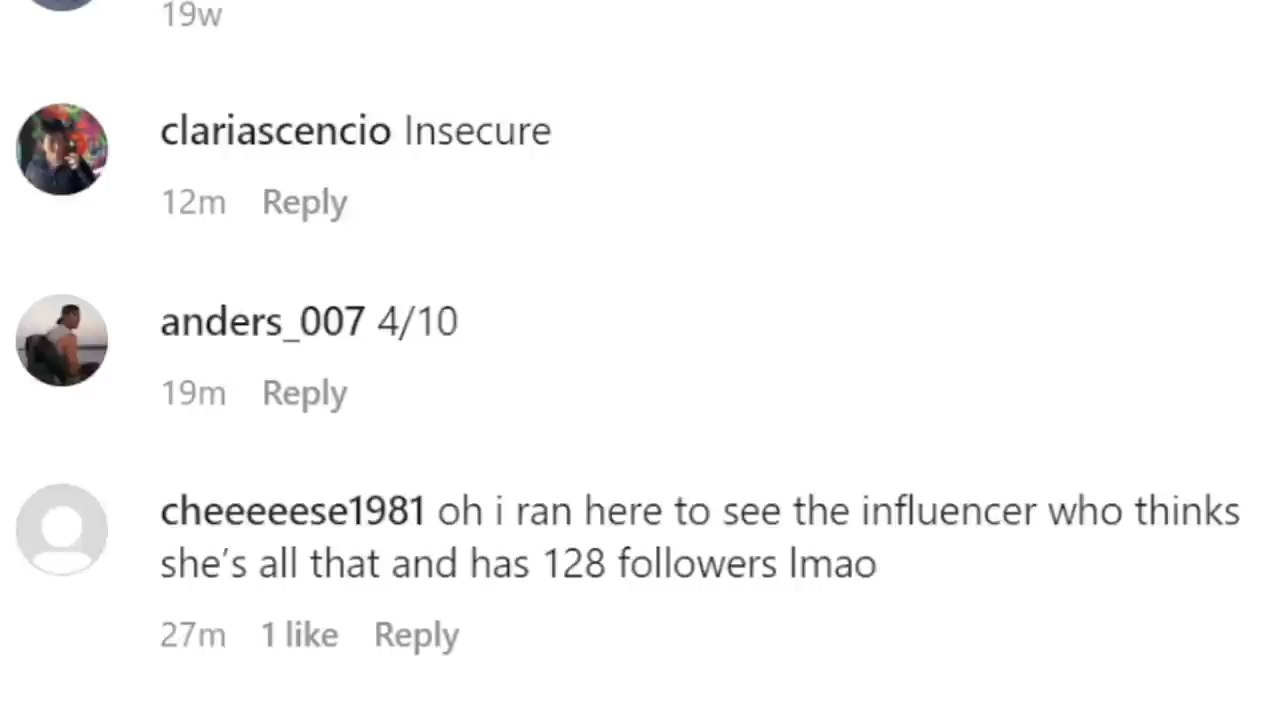 19w
clariascencio Insecure
12m Reply
anders_007 4/10
19m Reply
cheeeeese1981 oh i ran here to see the influencer who thinks
she’s all that and has 128 followers lmao
27m 1 like Reply